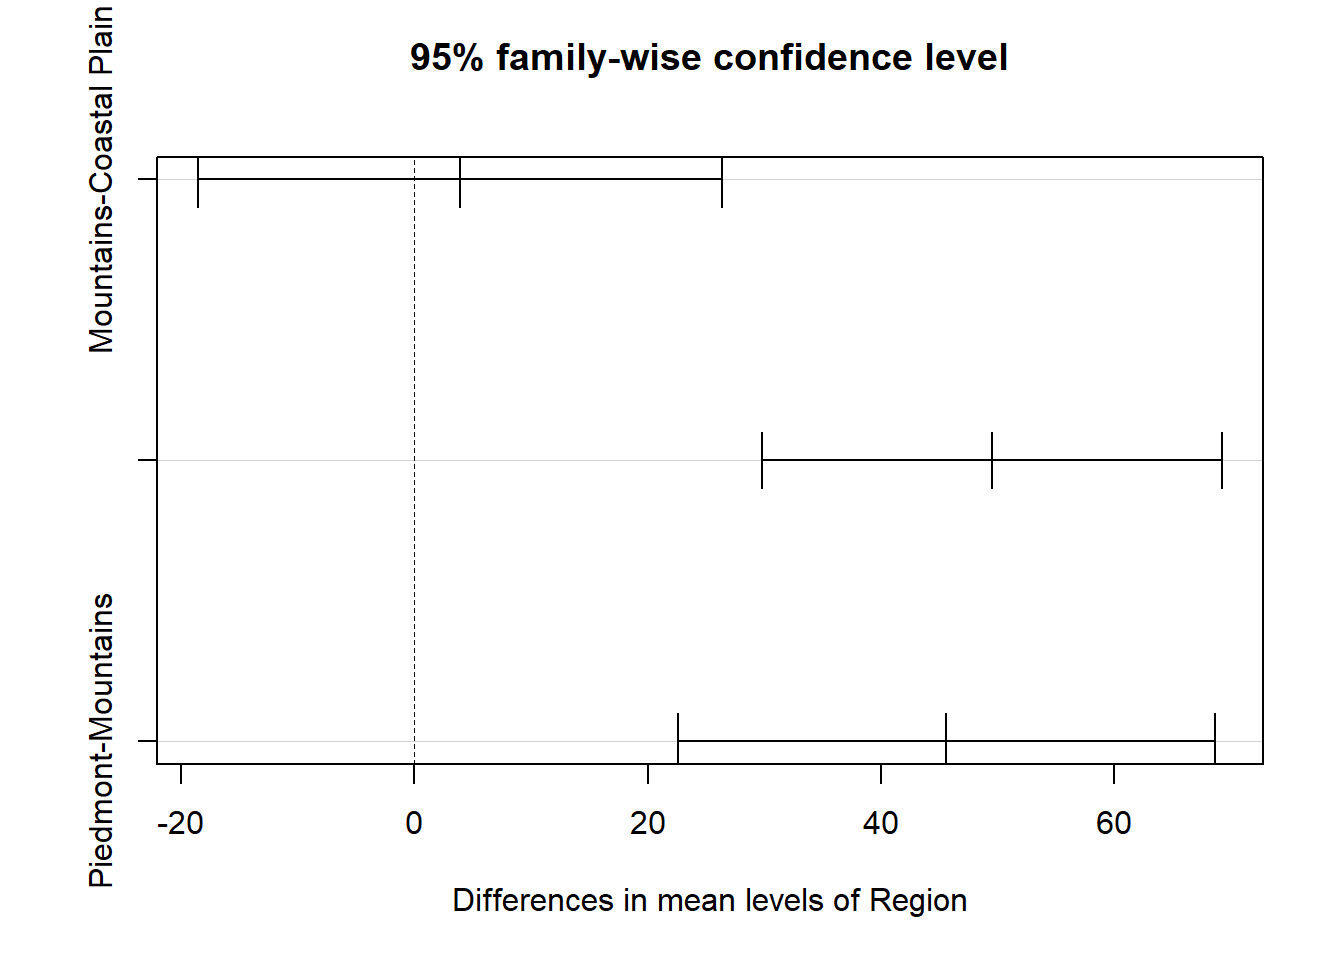 95% family-wise confidence level
Mountains-Coastal Plain
Piedmont-Mountains
-20 0 20 40 60
Differences in mean levels of Region